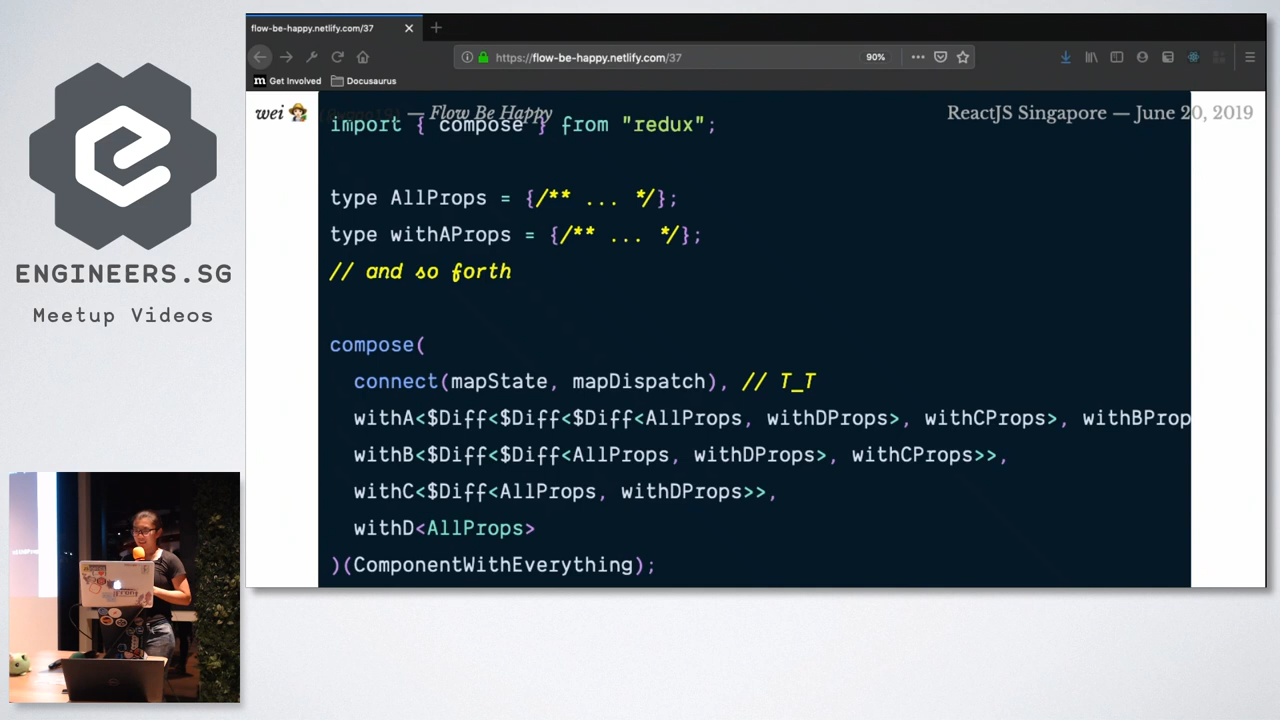 flow-be-happy.netlify.com/37
https://flow-be-happy.netlify.com/37
90%
m Get Involved
Docusaurus
wei
— Flow Be Happy
ReactJS Singapore — June 20, 2019
import { compose } from "redux";
type AllProps = {/** ... */};
type withAProps = {/** ... */};
// and so forth
compose(
connect(mapState, mapDispatch), // T_T
withA<$Diff<$Diff<$Diff<AllProps, withDProps>, withCProps>, withBProp
withB<$Diff<$Diff<AllProps, withDProps>, withCProps>>,
withC<$Diff<AllProps, withDProps>>,
withD<AllProps>
)(ComponentWithEverything);
ENGINEERS.SG
Meetup Videos